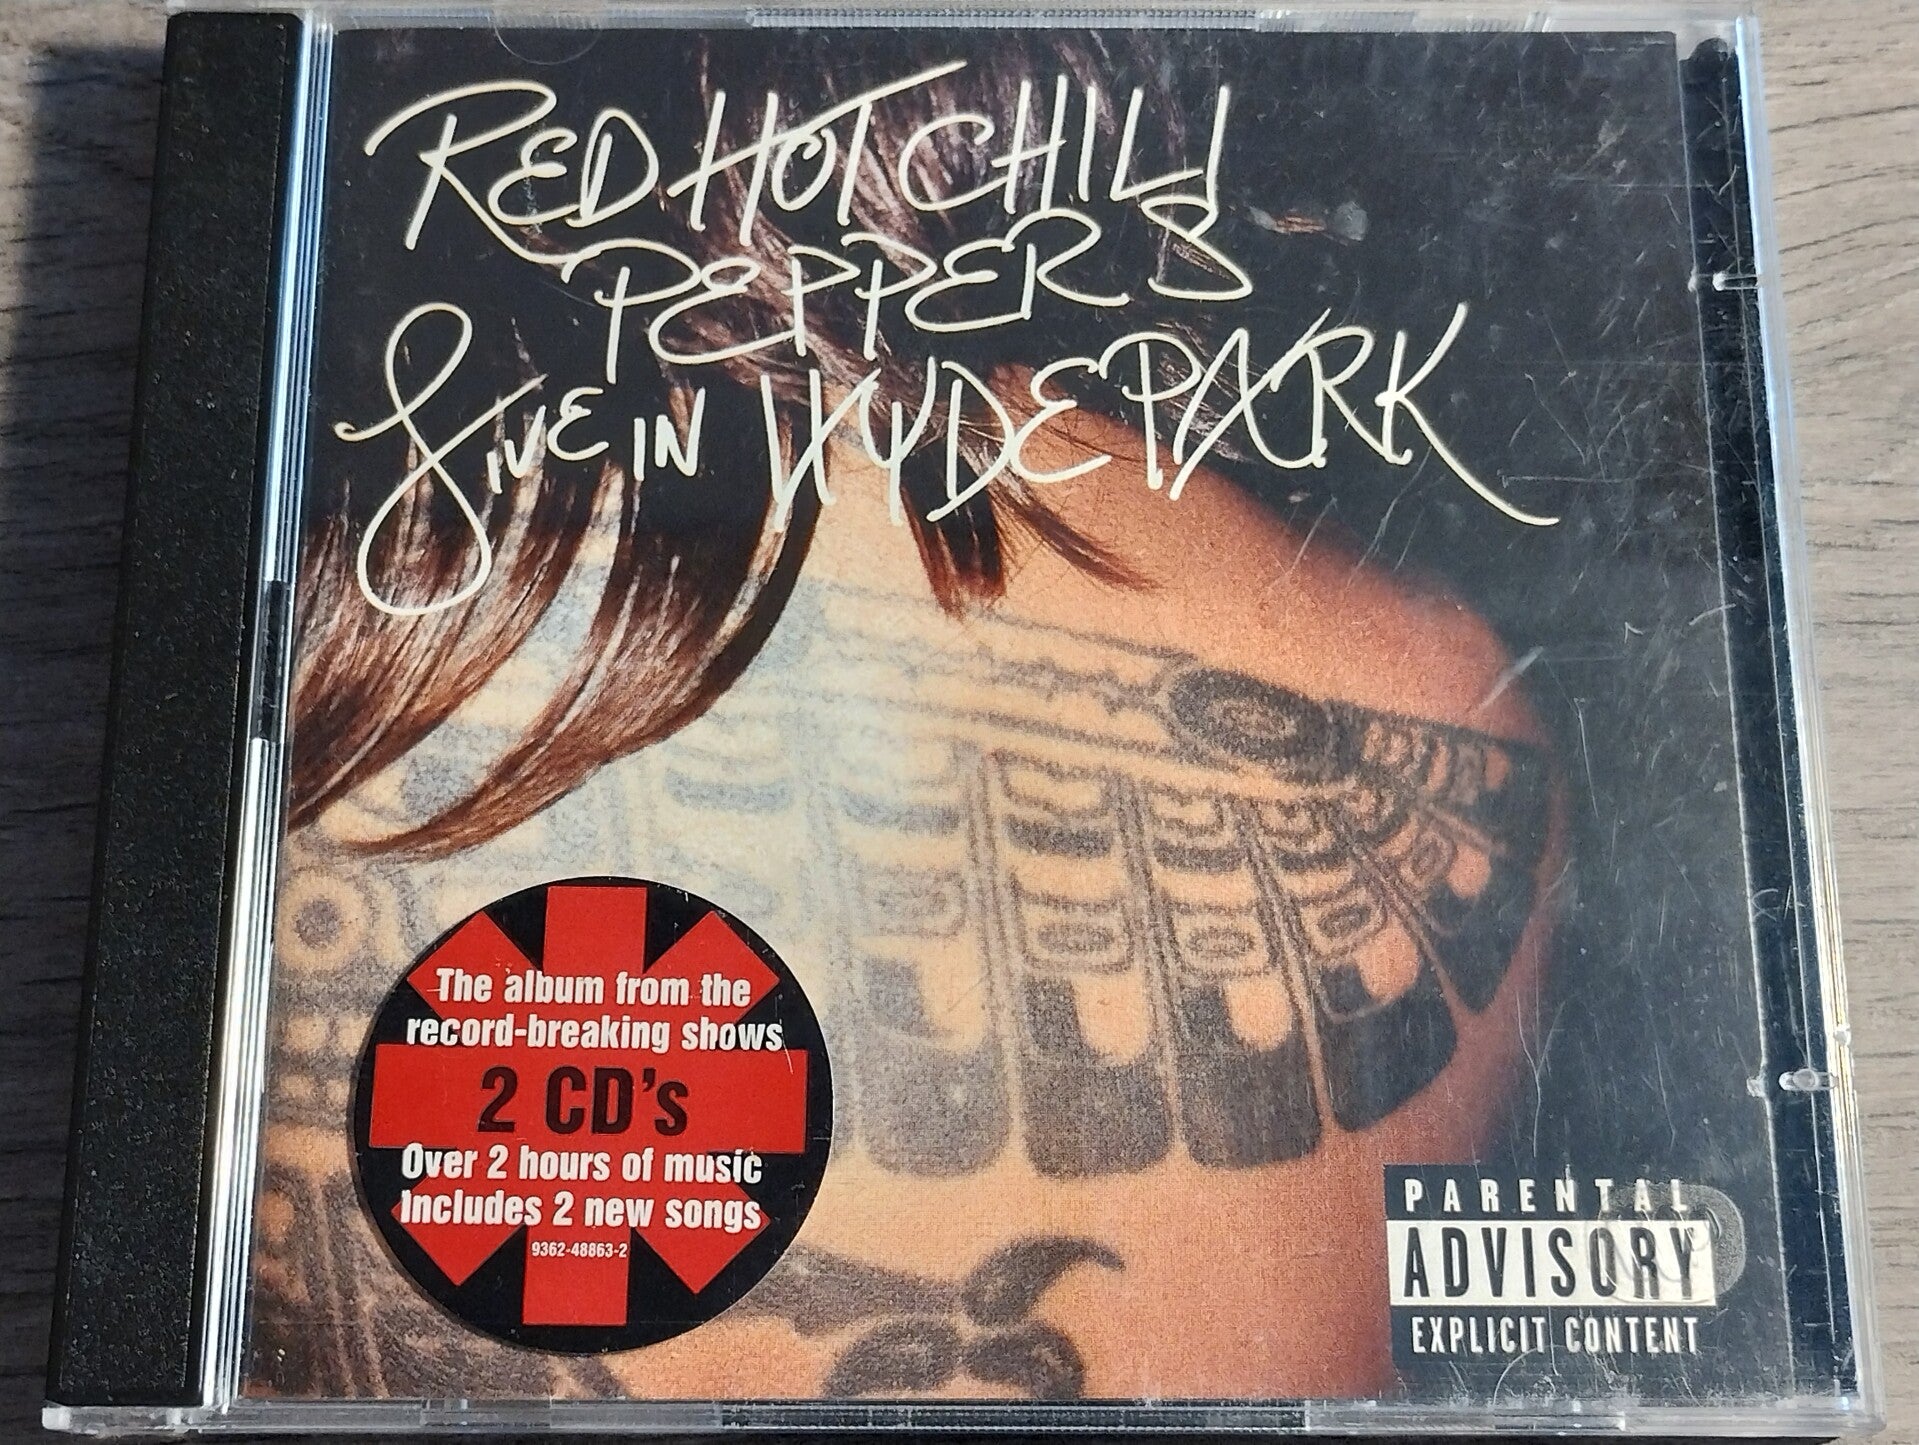 RED HOT CHILI
PEPPERS
LIVE IN HYDE PARK
The album from the
record-breaking shows
2 CD's
Over 2 hours of music
Includes 2 new songs
9362-48863-2
PARENTAL
ADVISORY
EXPLICIT CONTENT